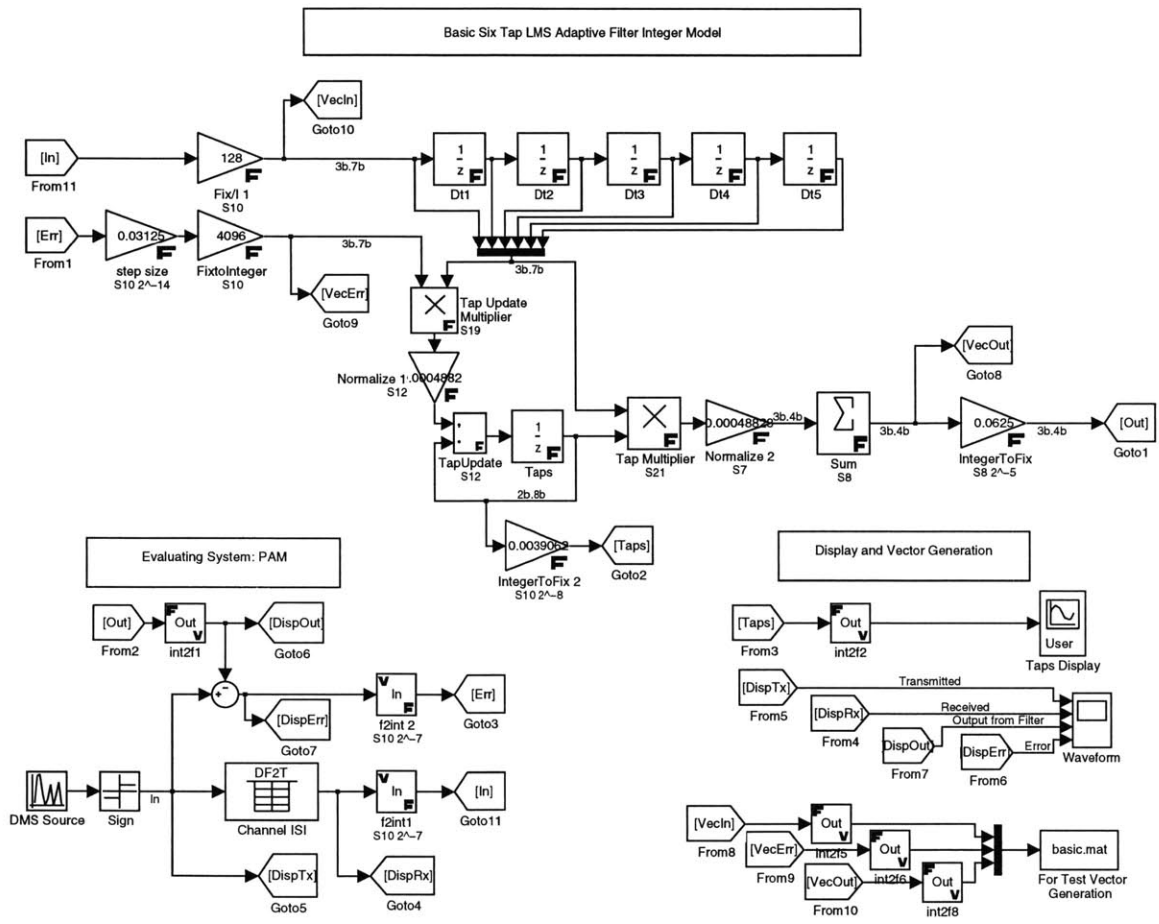 Basic Six Tap LMS Adaptive Filter Integer Model
[VecIn]
Goto10
[In]
From11
128
F
Fix/I 1
S10
3b.7b
1
z
F
Dt1
1
z
F
Dt2
1
z
F
Dt3
1
z
F
Dt4
1
z
F
Dt5
[Err]
From1
0.03125
F
step size
S10 2^-14
4096
F
FixtoInteger
S10
3b.7b
3b.7b
[VecErr]
Goto9
×
F
Tap Update
Multiplier
S19
Normalize 1
.0004882
S12
F
F
TapUpdate
S12
1
z
F
Taps
2b.8b
×
F
Tap Multiplier
S21
0.00048828
F
Normalize 2
S7
3b.4b
Σ
F
Sum
S8
3b.4b
[VecOut]
Goto8
0.0625
F
IntegerToFix
S8 2^-5
3b.4b
[Out]
Goto1
0.0039062
F
IntegerToFix 2
S10 2^-8
[Taps]
Goto2
Evaluating System: PAM
[Out]
From2
F
Out
V
int2f1
[DispOut]
Goto6
+
-
[DispErr]
Goto7
V
In
F
f2int 2
S10 2^-7
[Err]
Goto3
DMS Source
Sign
In
DF2T
Channel ISI
V
In
F
f2int1
S10 2^-7
[In]
Goto11
[DispTx]
Goto5
[DispRx]
Goto4
Display and Vector Generation
[Taps]
From3
F
Out
V
int2f2
User
Taps Display
[DispTx]
From5
Transmitted
[DispRx]
From4
Received
DispOut]
From7
Output from Filter
[DispErr]
From6
Error
Waveform
[VecIn]
From8
F
Out
V
int2f5
[VecErr]
From9
F
Out
V
int2f6
[VecOut]
From10
F
Out
V
int2f8
basic.mat
For Test Vector
Generation